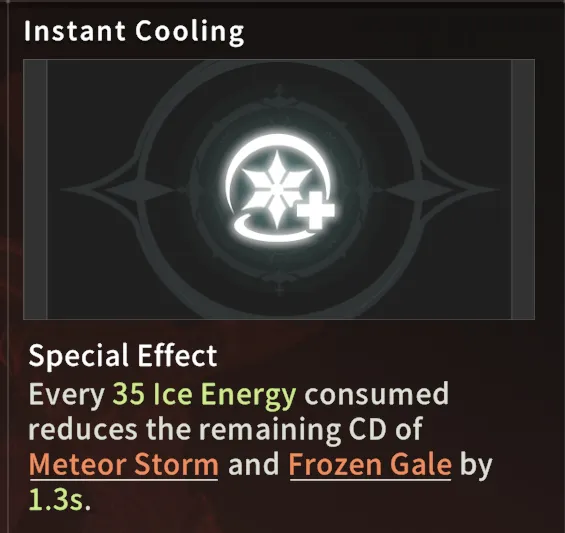 Instant Cooling
Special Effect
Every 35 Ice Energy consumed
reduces the remaining CD of
Meteor Storm and Frozen Gale by
1.3s.